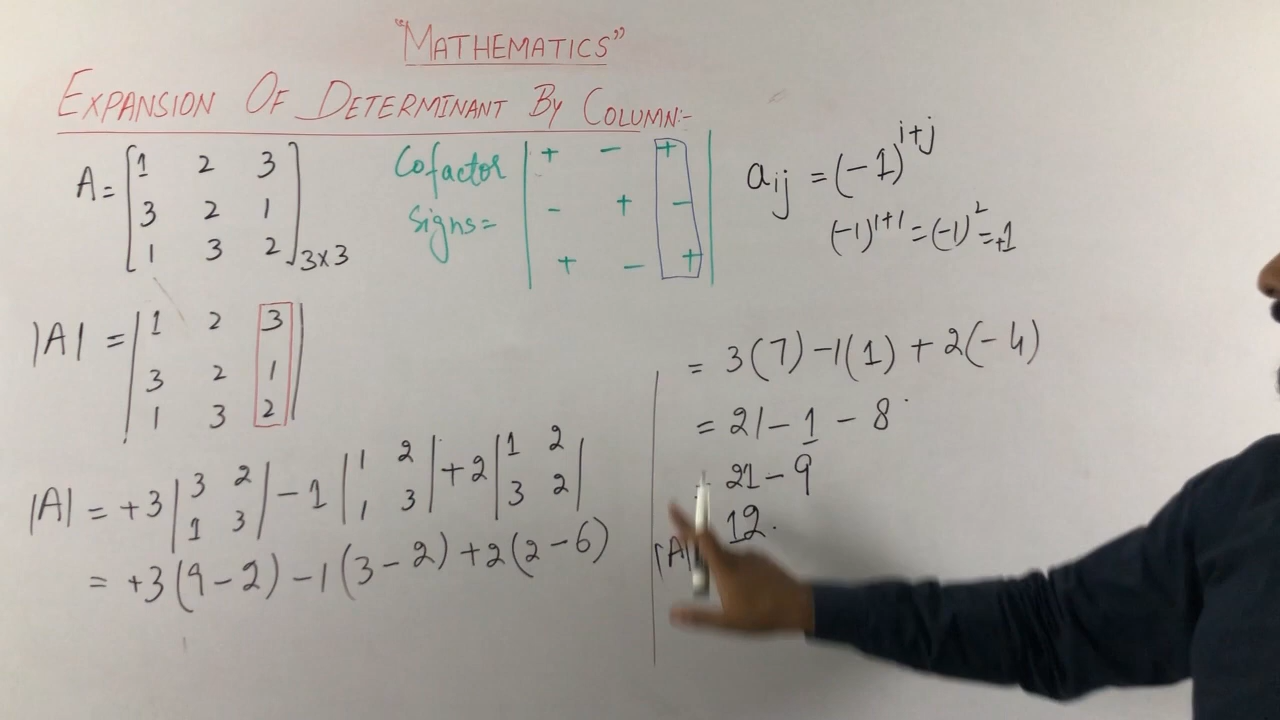 "MATHEMATICS"
EXPANSION OF DETERMINANT BY COLUMN:-
A = [1 2 3
3 2 1
1 3 2]3×3
Cofactor
Signs =
|+ − +
- + −
+ − +|
aij = (-1)^i+j
(-1)^1+1 = (-1)^2 = +1
|A| = |1 2 3
3 2 1
1 3 2|
|A| = +3 |3 2
1 3| − 1 |1 2
1 3| + 2 |1 2
3 2|
= +3(9−2) −1(3−2) +2(2−6)
= 3(7) −1(1) + 2(−4)
= 21 − 1 − 8
21 − 9
|A| 12.